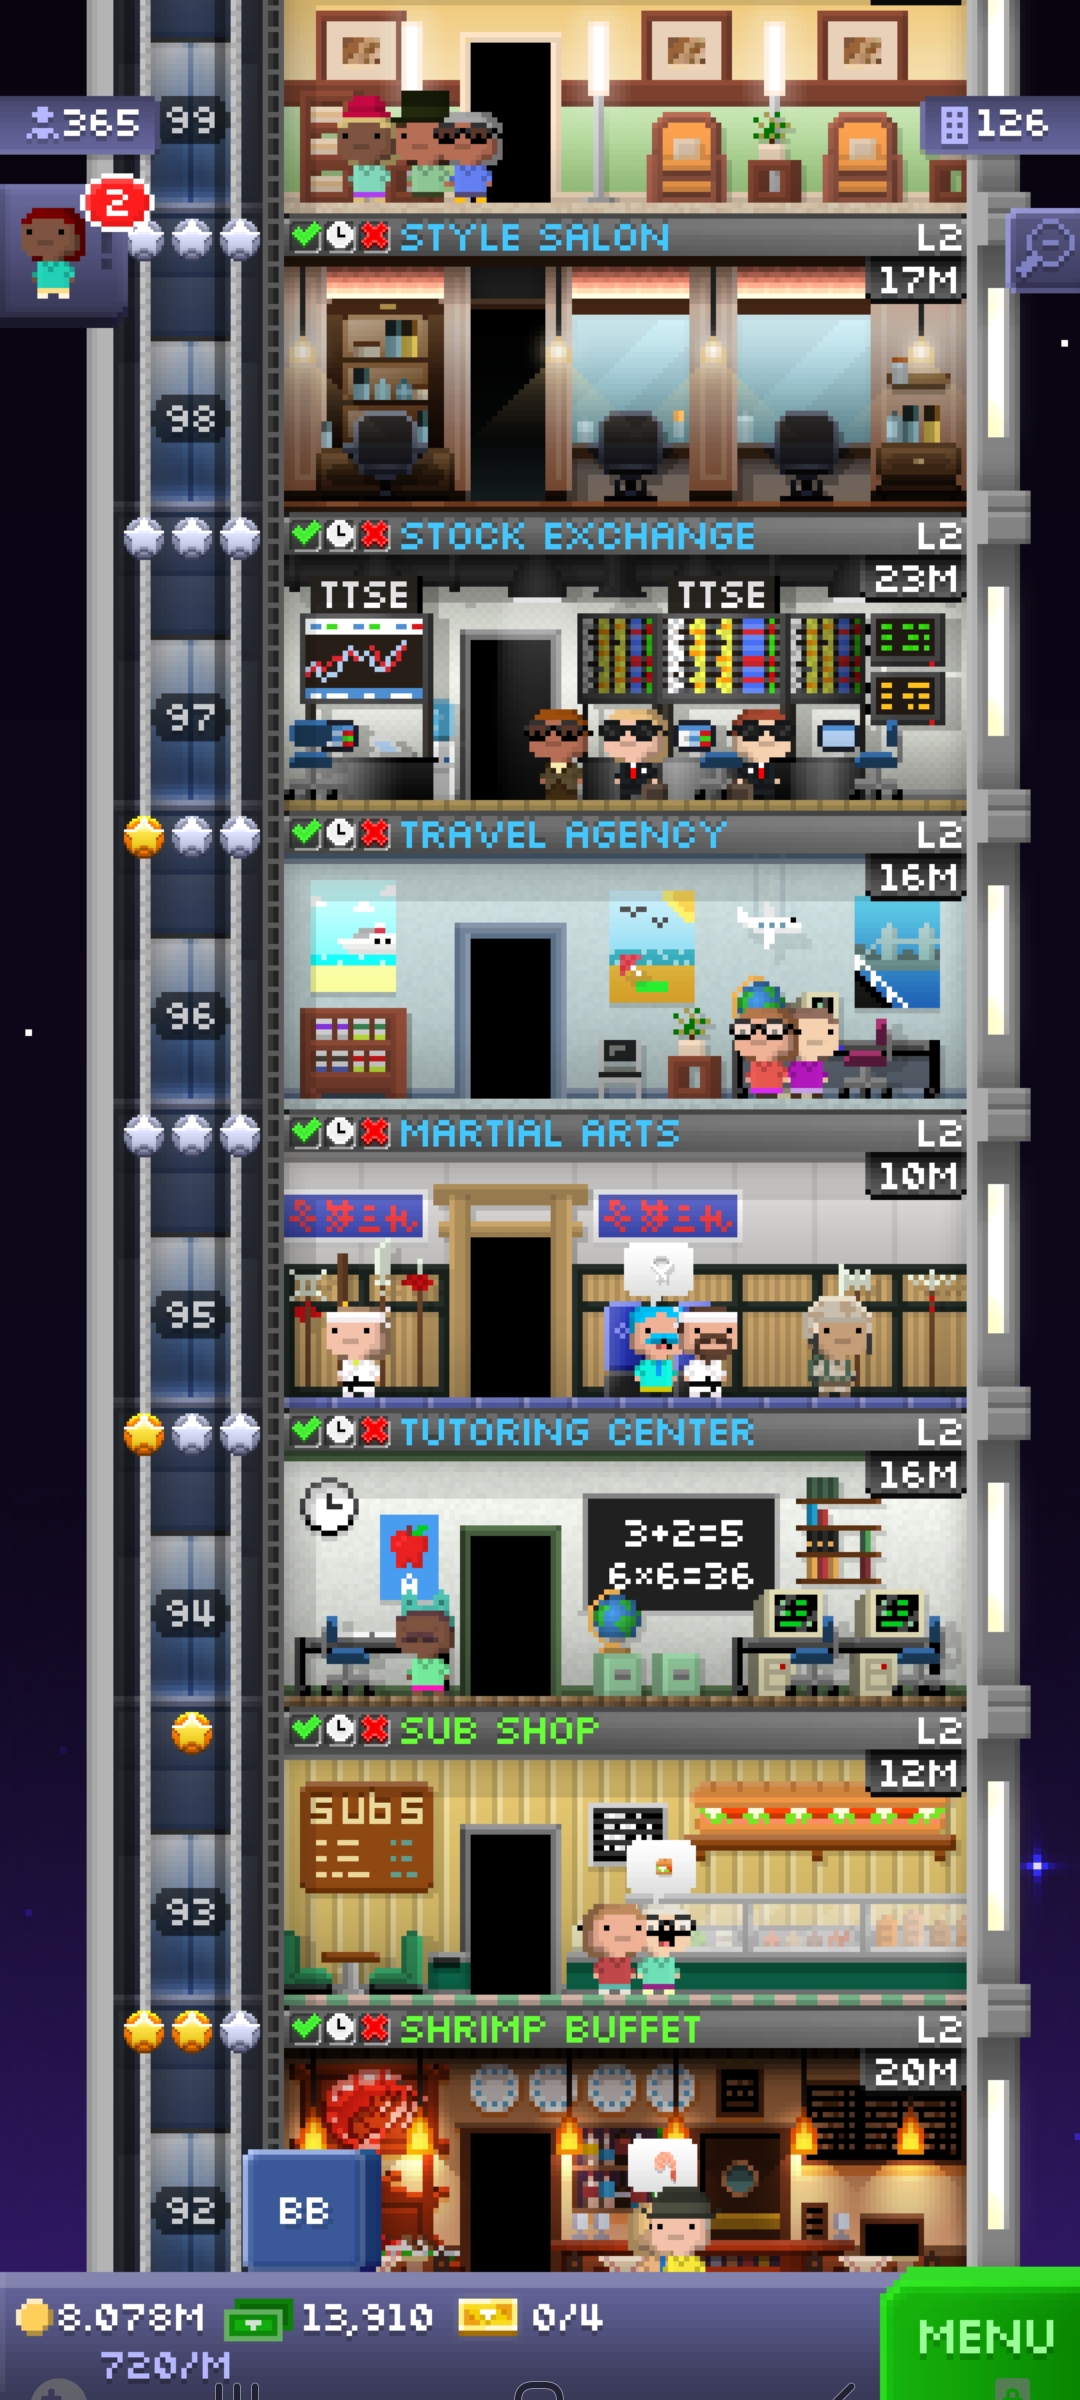 365
99
126
2
STYLE SALON L2
17M
98
STOCK EXCHANGE L2
23M
TTSE TTSE
97
TRAVEL AGENCY L2
16M
96
MARTIAL ARTS L2
10M
95
TUTORING CENTER L2
16M
3+2=5
6×6=36
A
94
SUB SHOP L2
12M
SUbS
93
SHRIMP BUFFET L2
20M
92
BB
8.078M 13,910 0/4
720/M
MENU